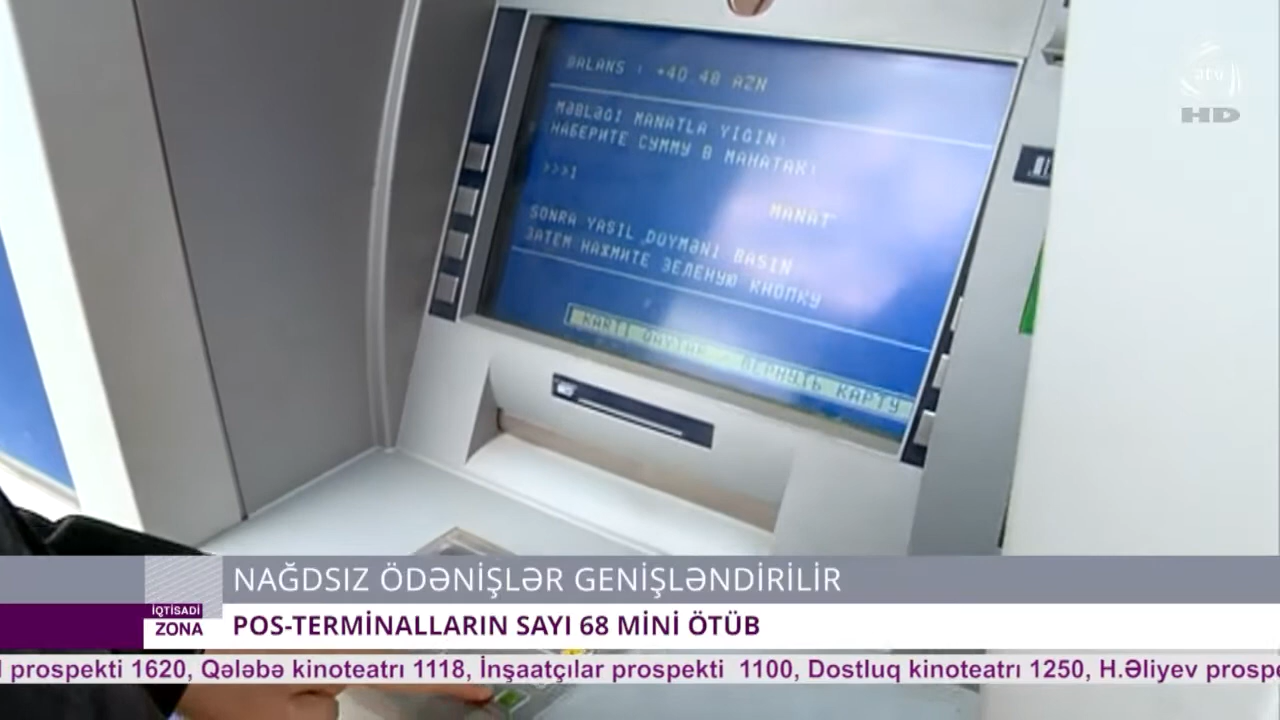 BALANS : +40.40 AZN
MƏBLƏĞI MANATLA YIĞIN:
НАБЕРИТЕ СУММУ В МАНАТАХ:
>>>1
MANAT
SONRA YAŞIL DÜYMƏNI BASIN
ЗАТЕМ НАЖМИТЕ ЗЕЛЕНУЮ КНОПКУ
KARTI QAYTAR - ВЕРНУТЬ КАРТУ
atv
HD
NAĞDSIZ ÖDƏNİŞLƏR GENİŞLƏNDİRİLİR
İQTİSADİ
ZONA
POS-TERMİNALLARIN SAYI 68 MİNİ ÖTÜB
prospekti 1620, Qələbə kinoteatrı 1118, İnşaatçılar prospekti 1100, Dostluq kinoteatrı 1250, H.Əliyev